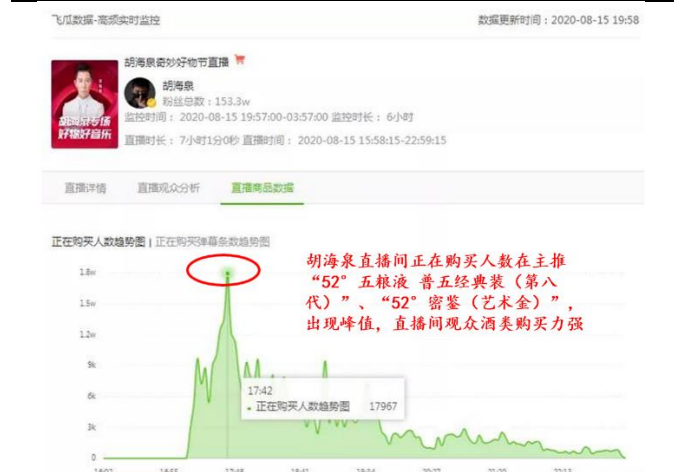 飞瓜数据-高频实时监控
数据更新时间：2020-08-15 19:58
胡海泉奇妙好物节直播
胡海泉
粉丝总数：153.3w
胡海泉专场
好物好音乐
监控时间： 2020-08-15 19:57:00-03:57:00 监控时长： 6小时
直播时长： 7小时1分0秒 直播时间： 2020-08-15 15:58:15-22:59:15
直播详情 直播观众分析 直播商品数据
正在购买人数趋势图 | 正在购买弹幕条数趋势图
胡海泉直播间正在购买人数在主推
“52°五粮液 普五经典装（第八
代）”、“52°密鉴（艺术金）”，
出现峰值，直播间观众酒类购买力强
1.8w
1.5w
1.2w
9k
6k
3k
0
17:42
正在购买人数趋势图 17967